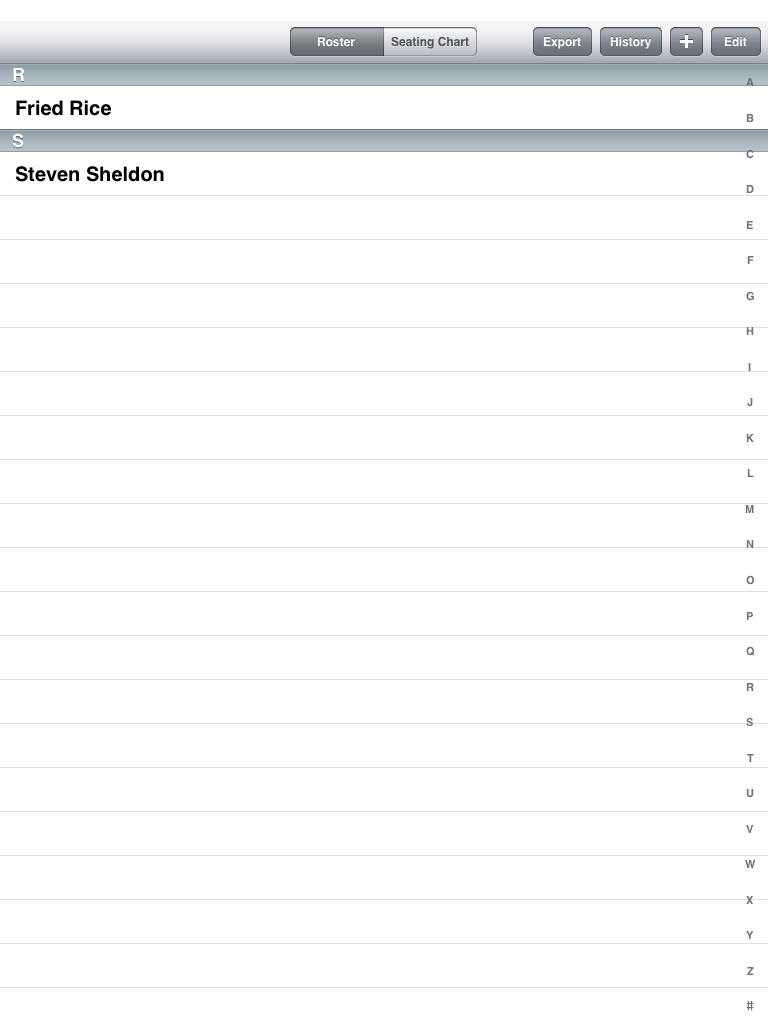 Roster Seating Chart Export History + Edit
R
Fried Rice
S
Steven Sheldon
A
B
C
D
E
F
G
H
I
J
K
L
M
N
O
P
Q
R
S
T
U
V
W
X
Y
Z
#